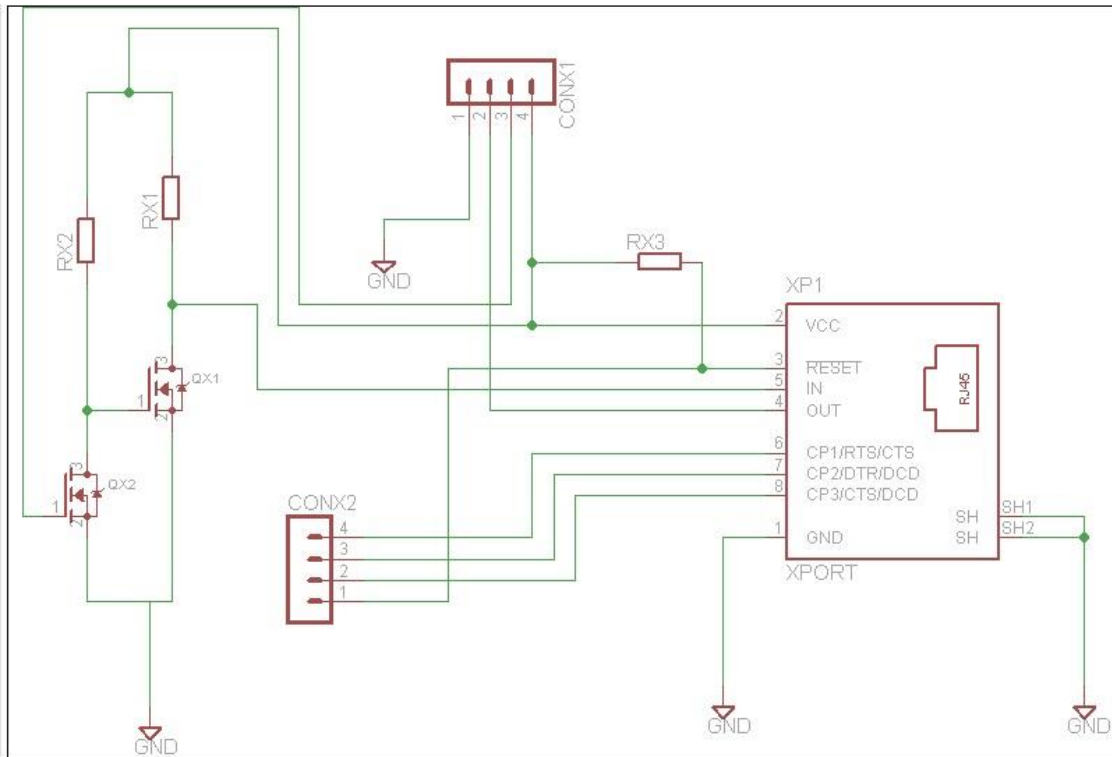 CONX1
1
2
3
4
RX1
RX2
GND
RX3
XP1
2
VCC
3
RESET
5
IN
4
OUT
RJ45
3
QX1
1
2
6
CP1/RTS/CTS
7
CP2/DTR/DCD
8
CP3/CTS/DCD
3
QX2
1
2
CONX2
4
3
2
1
SH
SH1
SH
SH2
1
GND
XPORT
GND
GND
GND